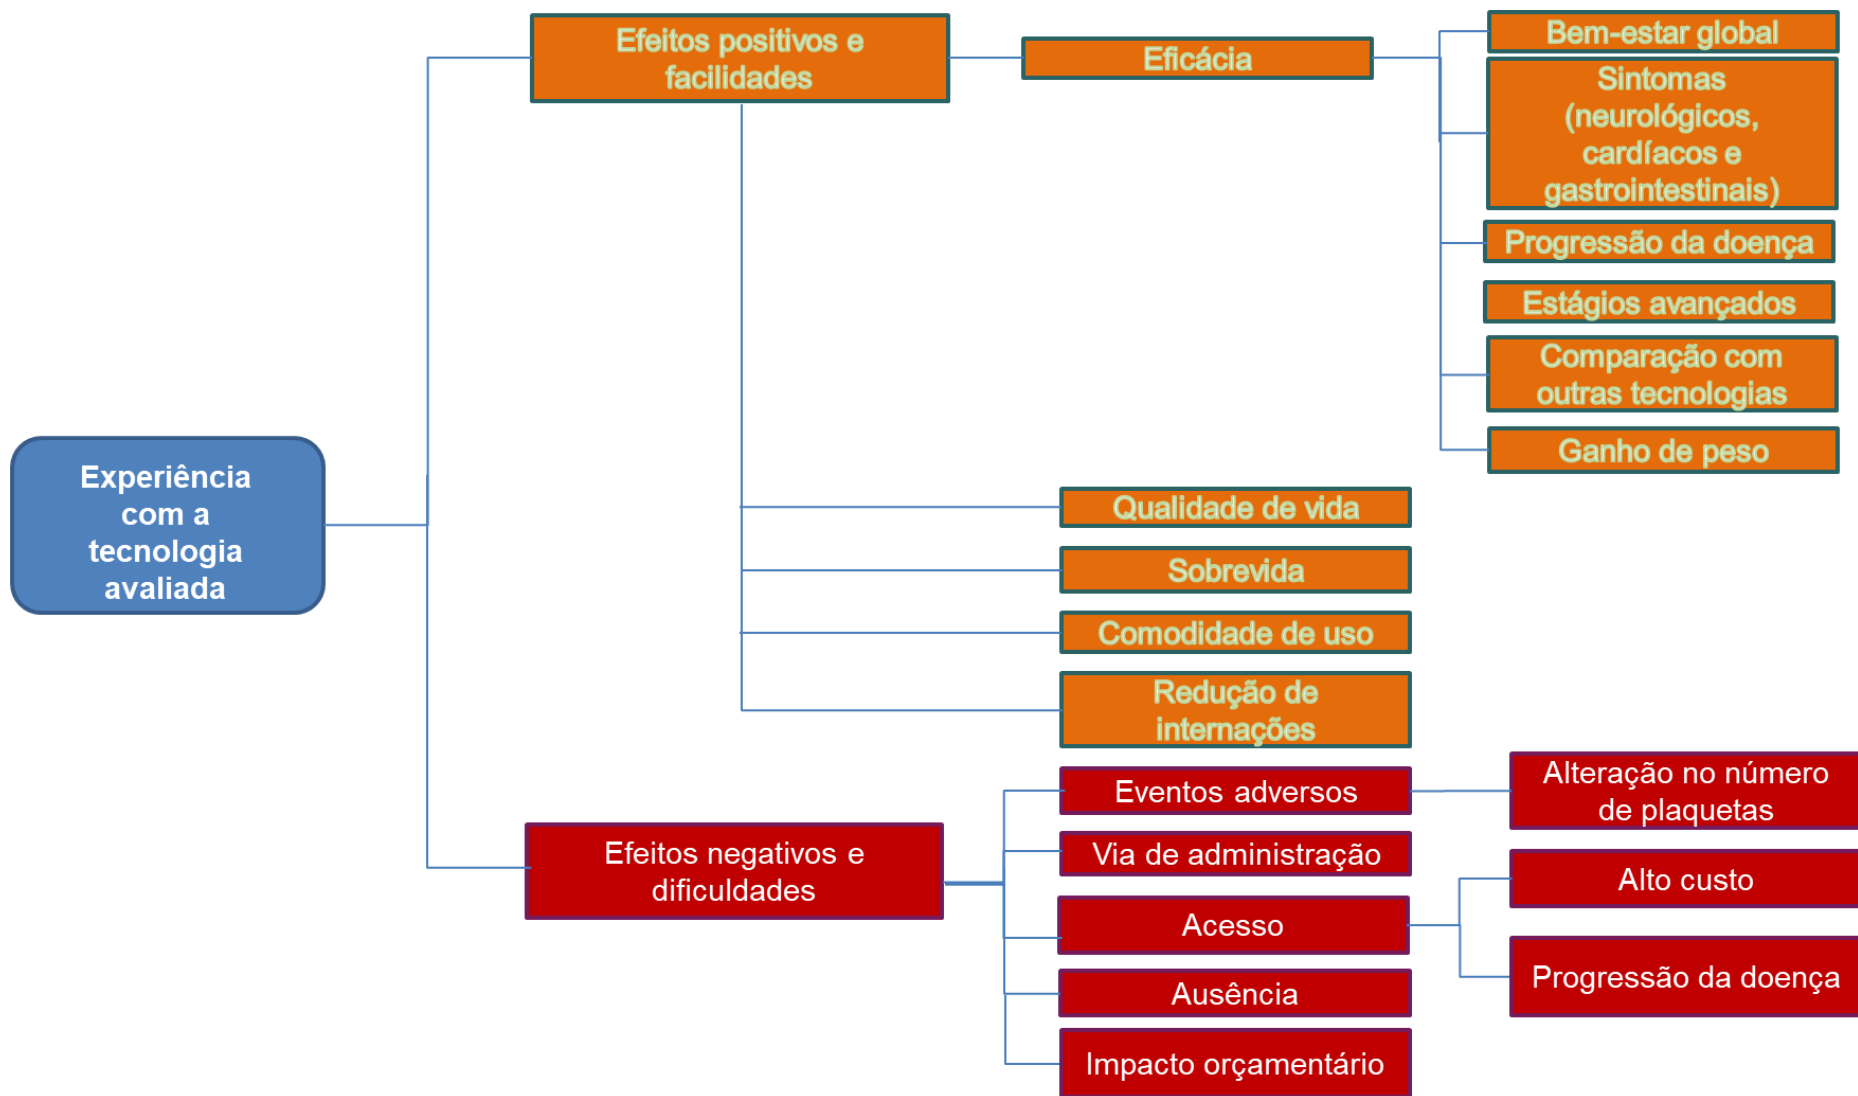 Efeitos positivos e
facilidades
Eficácia
Bem-estar global
Sintomas
(neurológicos,
cardíacos e
gastrointestinais)
Progressão da doença
Estágios avançados
Comparação com
outras tecnologias
Ganho de peso
Experiência
com a
tecnologia
avaliada
Qualidade de vida
Sobrevida
Comodidade de uso
Redução de
internações
Efeitos negativos e
dificuldades
Eventos adversos
Alteração no número
de plaquetas
Via de administração
Acesso
Alto custo
Progressão da doença
Ausência
Impacto orçamentário